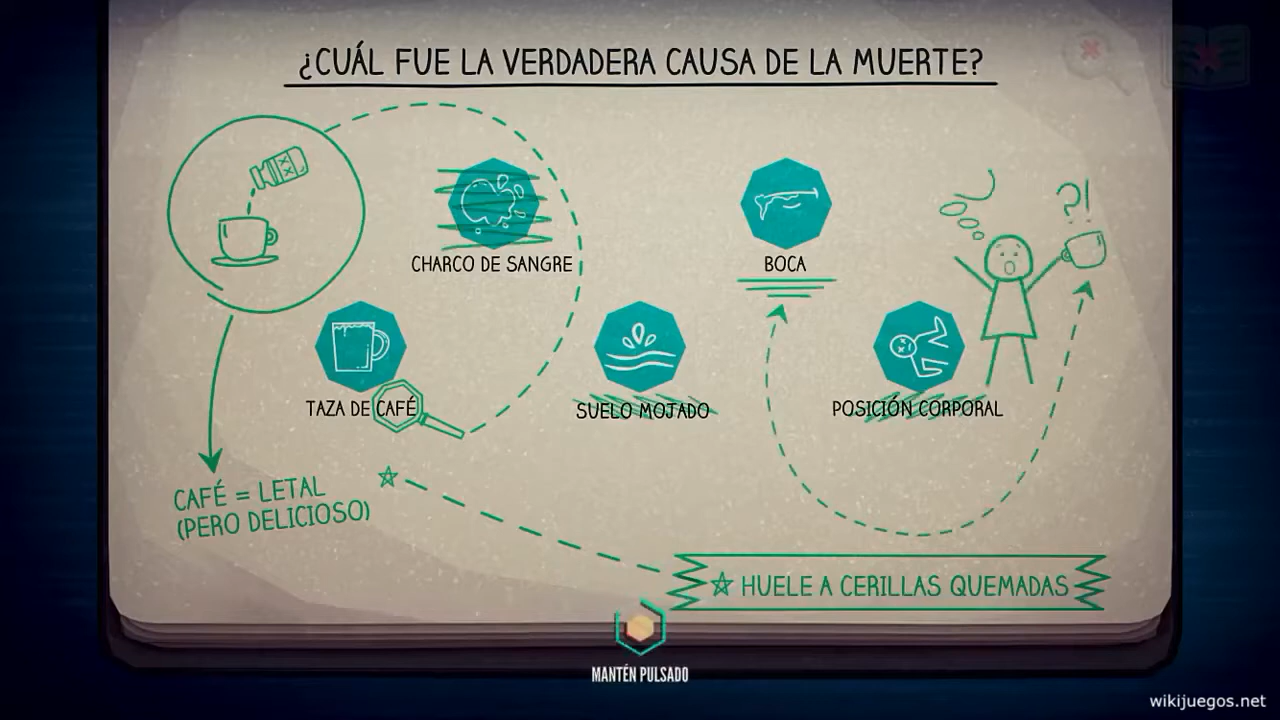 ¿CUÁL FUE LA VERDADERA CAUSA DE LA MUERTE?
?!
CHARCO DE SANGRE
BOCA
TAZA DE CAFÉ
SUELO MOJADO
POSICIÓN CORPORAL
CAFÉ = LETAL
(PERO DELICIOSO)
HUELE A CERILLAS QUEMADAS
MANTÉN PULSADO
wikijuegos.net